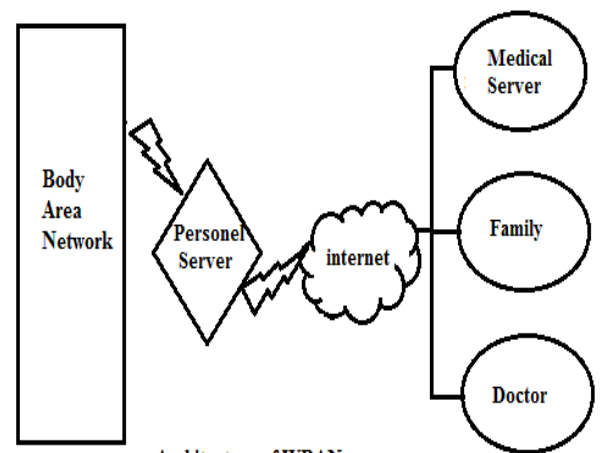 Body
Area
Network
Personel
Server
internet
Medical
Server
Family
Doctor